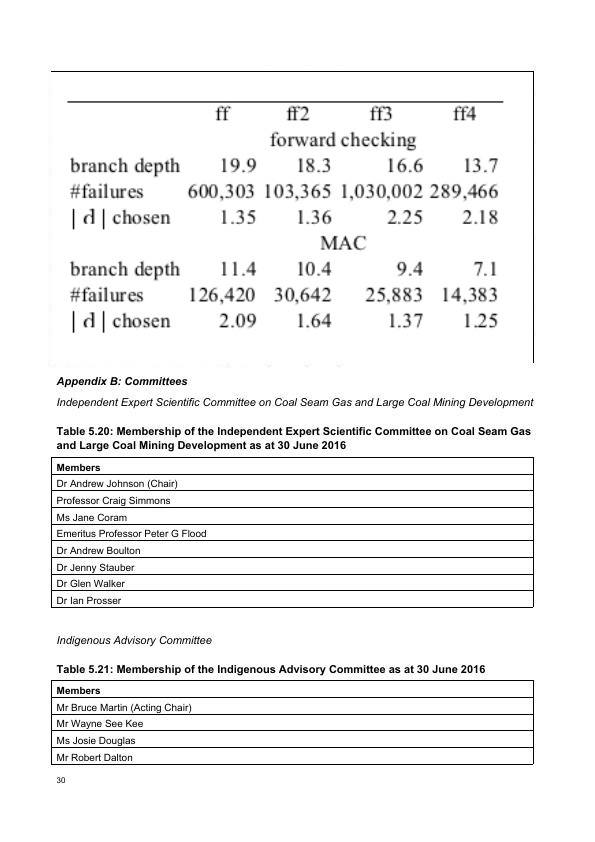 ff ff2 ff3 ff4
forward checking
branch depth 19.9 18.3 16.6 13.7
#failures 600,303 103,365 1,030,002 289,466
| d | chosen 1.35 1.36 2.25 2.18
MAC
branch depth 11.4 10.4 9.4 7.1
#failures 126,420 30,642 25,883 14,383
| d | chosen 2.09 1.64 1.37 1.25
Appendix B: Committees
Independent Expert Scientific Committee on Coal Seam Gas and Large Coal Mining Development
Table 5.20: Membership of the Independent Expert Scientific Committee on Coal Seam Gas
and Large Coal Mining Development as at 30 June 2016
Members
Dr Andrew Johnson (Chair)
Professor Craig Simmons
Ms Jane Coram
Emeritus Professor Peter G Flood
Dr Andrew Boulton
Dr Jenny Stauber
Dr Glen Walker
Dr Ian Prosser
Indigenous Advisory Committee
Table 5.21: Membership of the Indigenous Advisory Committee as at 30 June 2016
Members
Mr Bruce Martin (Acting Chair)
Mr Wayne See Kee
Ms Josie Douglas
Mr Robert Dalton
30